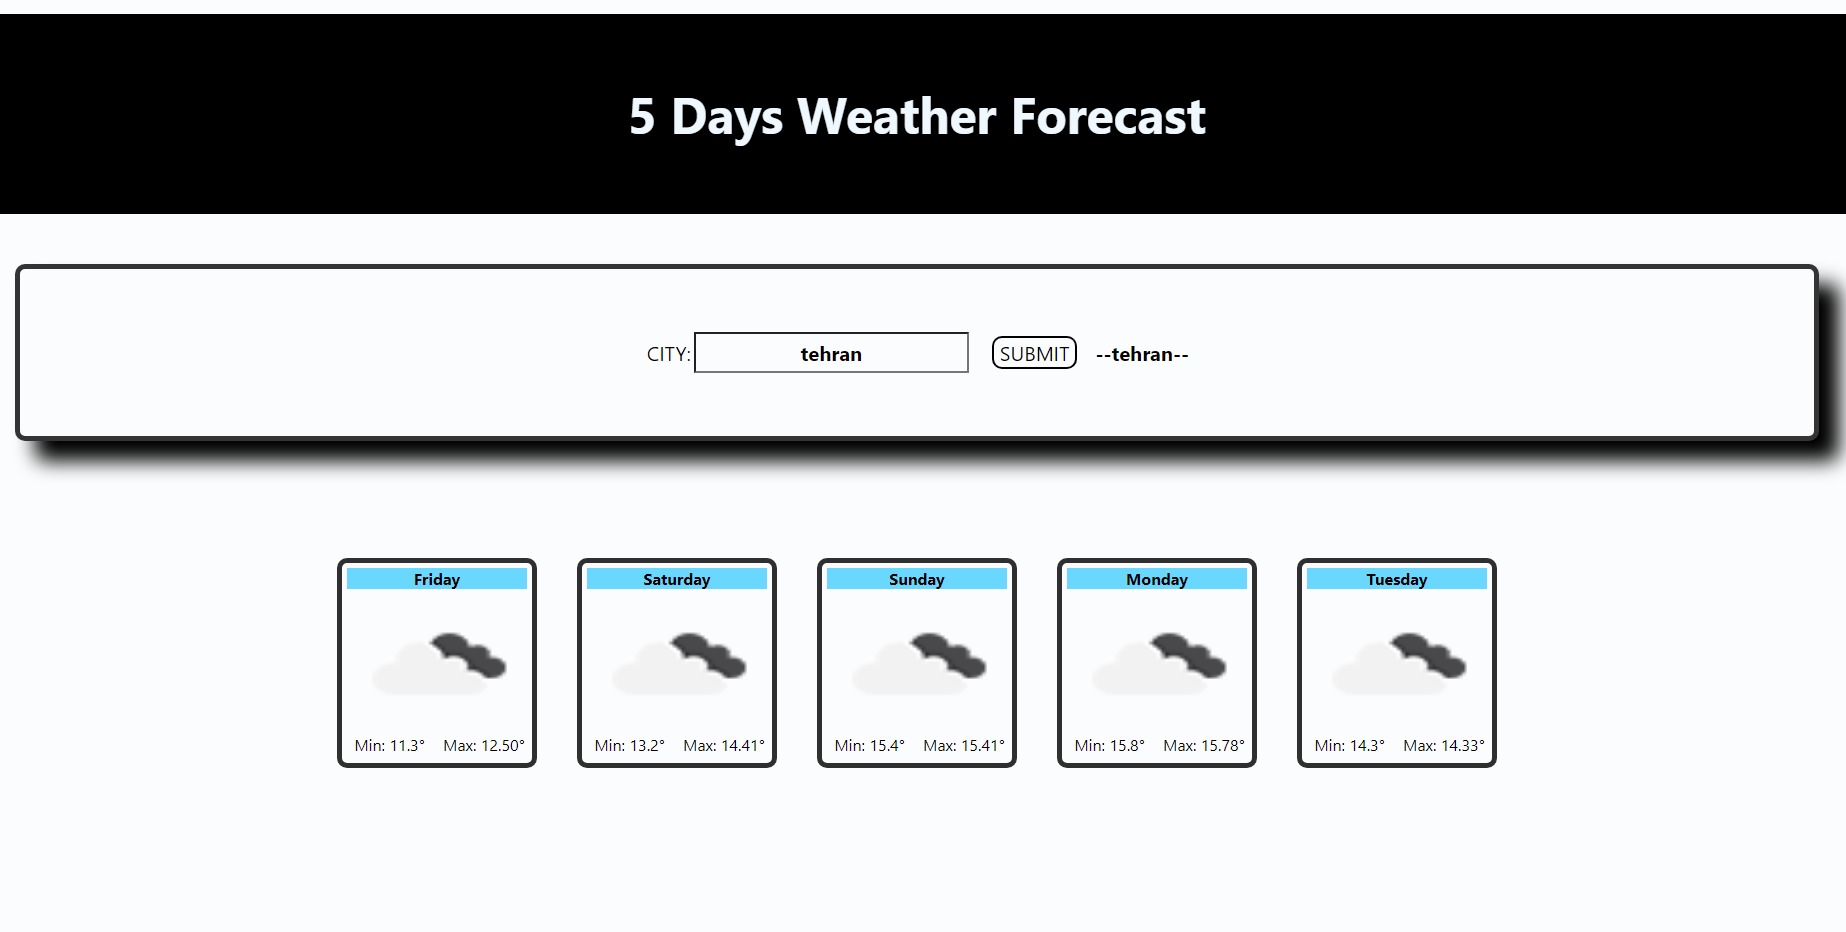 5 Days Weather Forecast
CITY: tehran SUBMIT --tehran--
Friday Saturday Sunday Monday Tuesday
Min: 11.3° Max: 12.50° Min: 13.2° Max: 14.41° Min: 15.4° Max: 15.41° Min: 15.8° Max: 15.78° Min: 14.3° Max: 14.33°